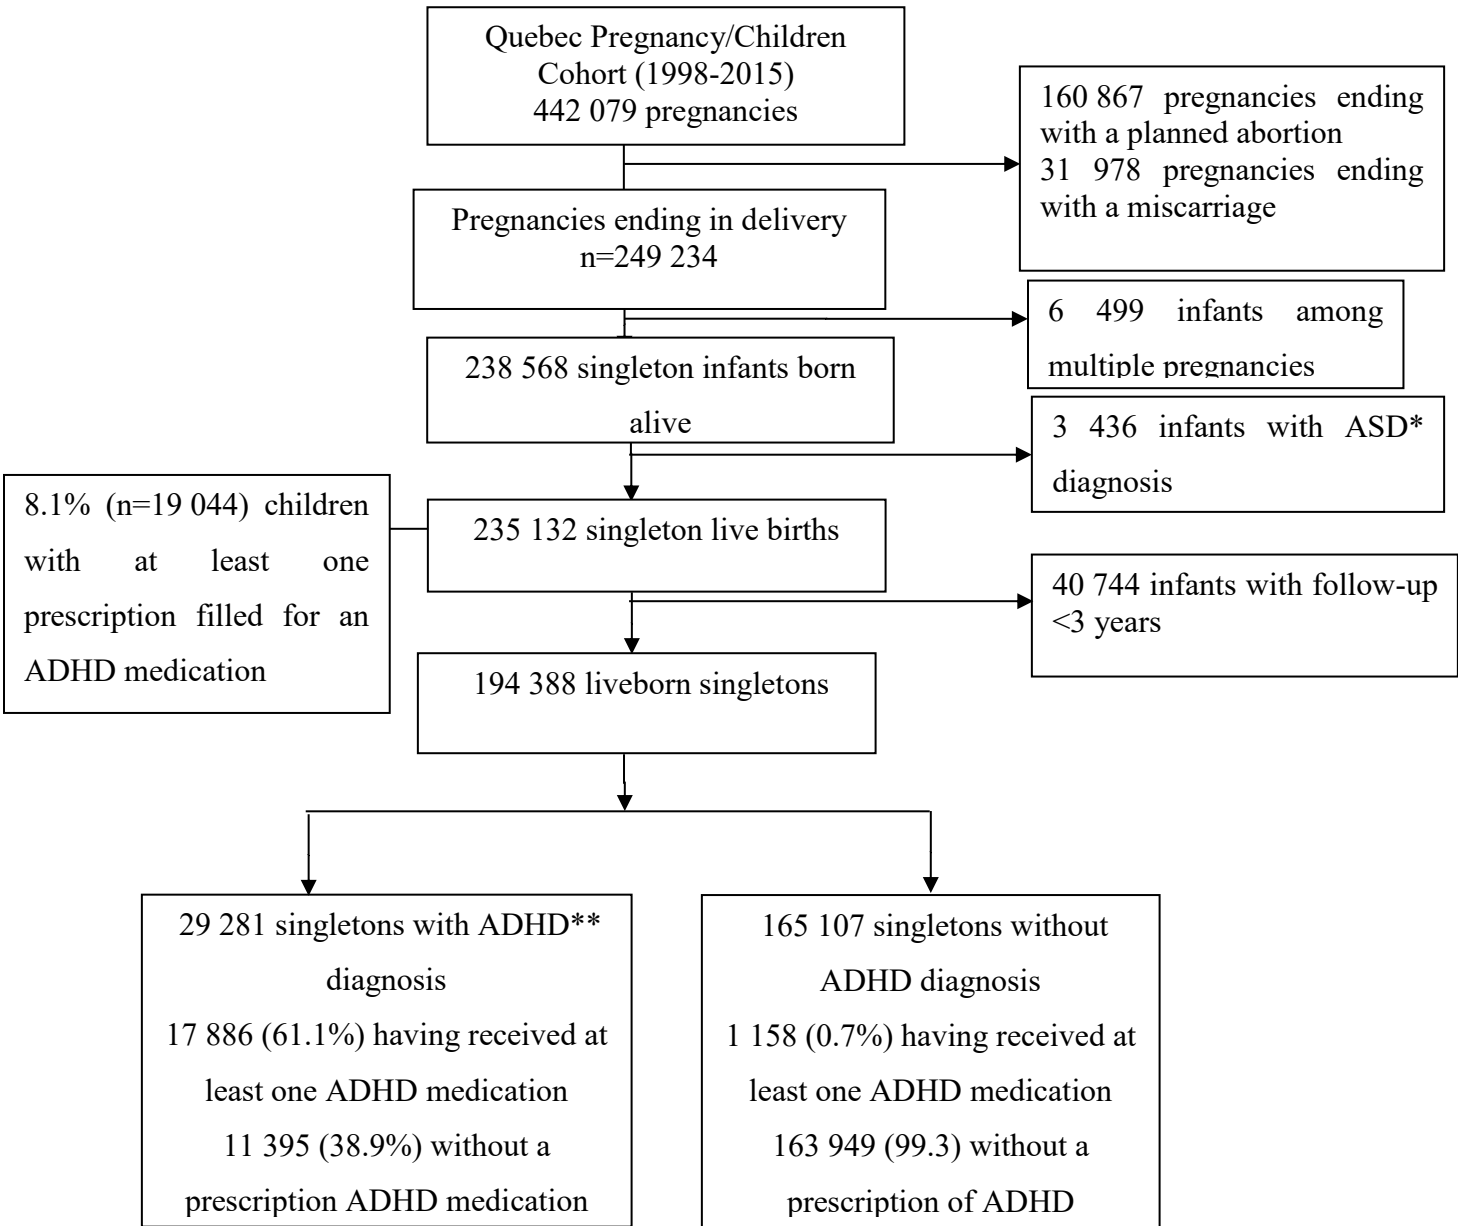 Quebec Pregnancy/Children
Cohort (1998-2015)
442 079 pregnancies
160 867 pregnancies ending
with a planned abortion
31 978 pregnancies ending
with a miscarriage
Pregnancies ending in delivery
n=249 234
6 499 infants among
multiple pregnancies
238 568 singleton infants born
alive
3 436 infants with ASD*
diagnosis
8.1% (n=19 044) children
with at least one
prescription filled for an
ADHD medication
235 132 singleton live births
40 744 infants with follow-up
<3 years
194 388 liveborn singletons
29 281 singletons with ADHD**
diagnosis
17 886 (61.1%) having received at
least one ADHD medication
11 395 (38.9%) without a
prescription ADHD medication
165 107 singletons without
ADHD diagnosis
1 158 (0.7%) having received at
least one ADHD medication
163 949 (99.3) without a
prescription of ADHD